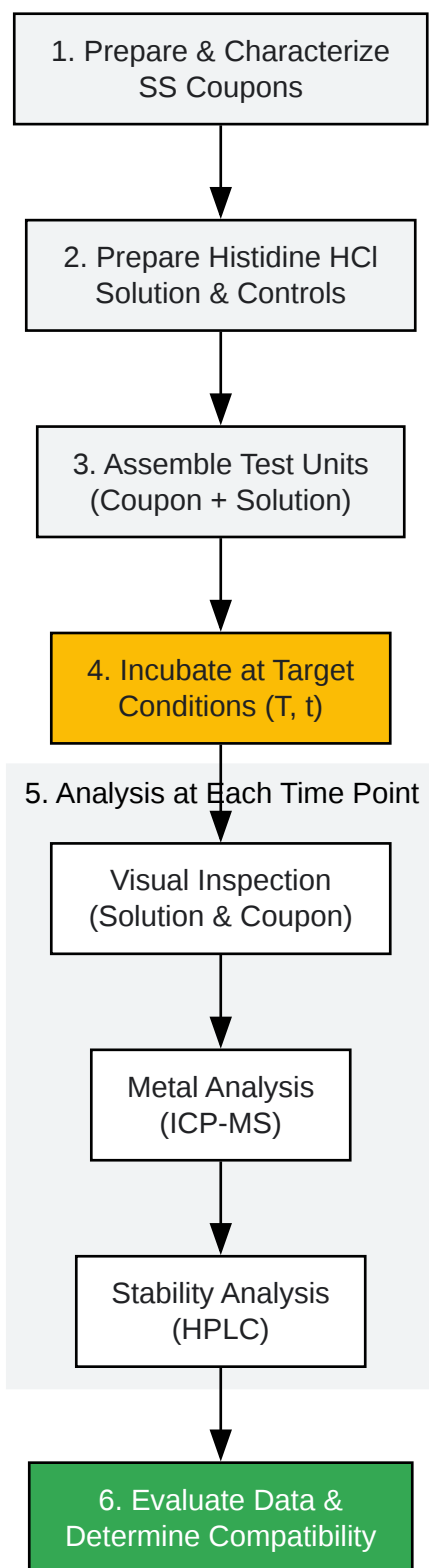 1. Prepare & Characterize
SS Coupons
2. Prepare Histidine HCl
Solution & Controls
3. Assemble Test Units
(Coupon + Solution)
4. Incubate at Target
Conditions (T, t)
5. Analysis at Each Time Point
Visual Inspection
(Solution & Coupon)
Metal Analysis
(ICP-MS)
Stability Analysis
(HPLC)
6. Evaluate Data &
Determine Compatibility